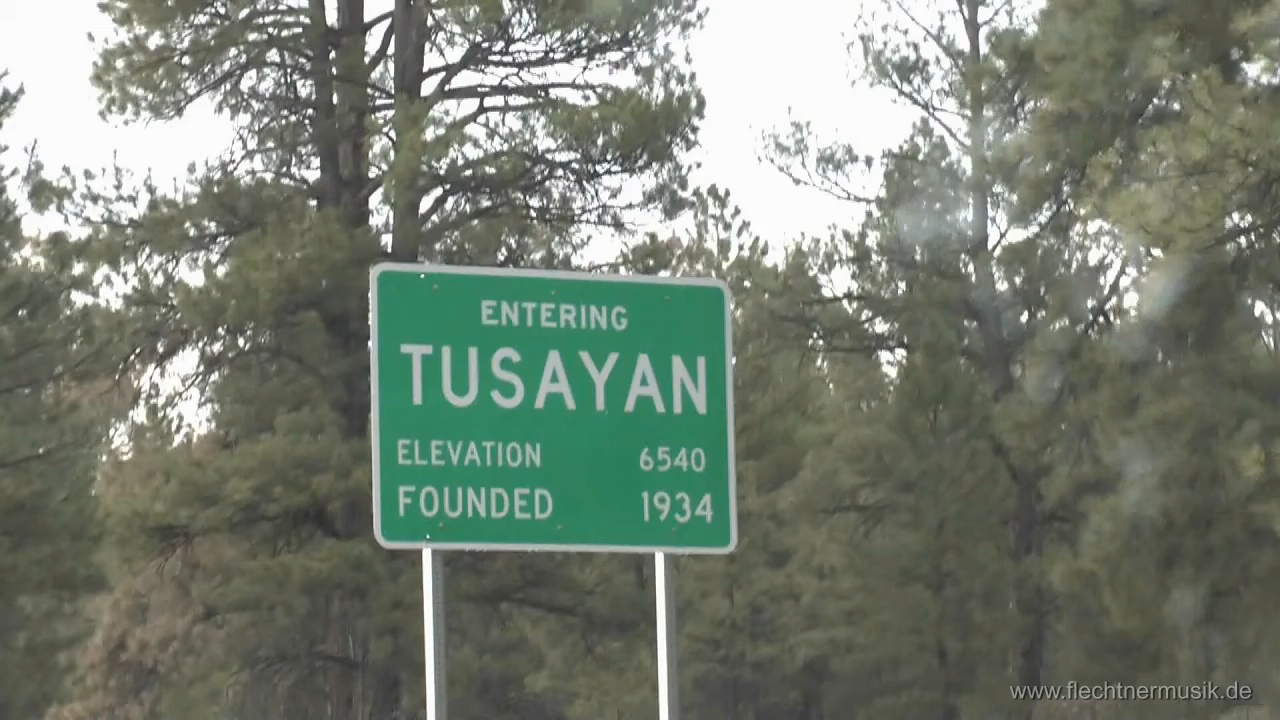 ENTERING
TUSAYAN
ELEVATION 6540
FOUNDED 1934
www.flechtnermusik.de